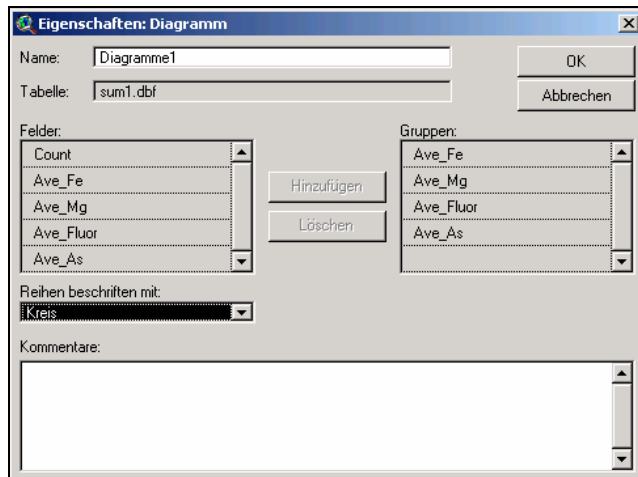 Eigenschaften: Diagramm
Name: Diagramme1
OK
Tabelle: sum1.dbf
Abbrechen
Felder:
Gruppen:
Count
Ave_Fe
Ave_Mg
Ave_Fluor
Ave_As
Hinzufügen
Löschen
Ave_Fe
Ave_Mg
Ave_Fluor
Ave_As
Reihen beschriften mit:
Kreis
Kommentare: